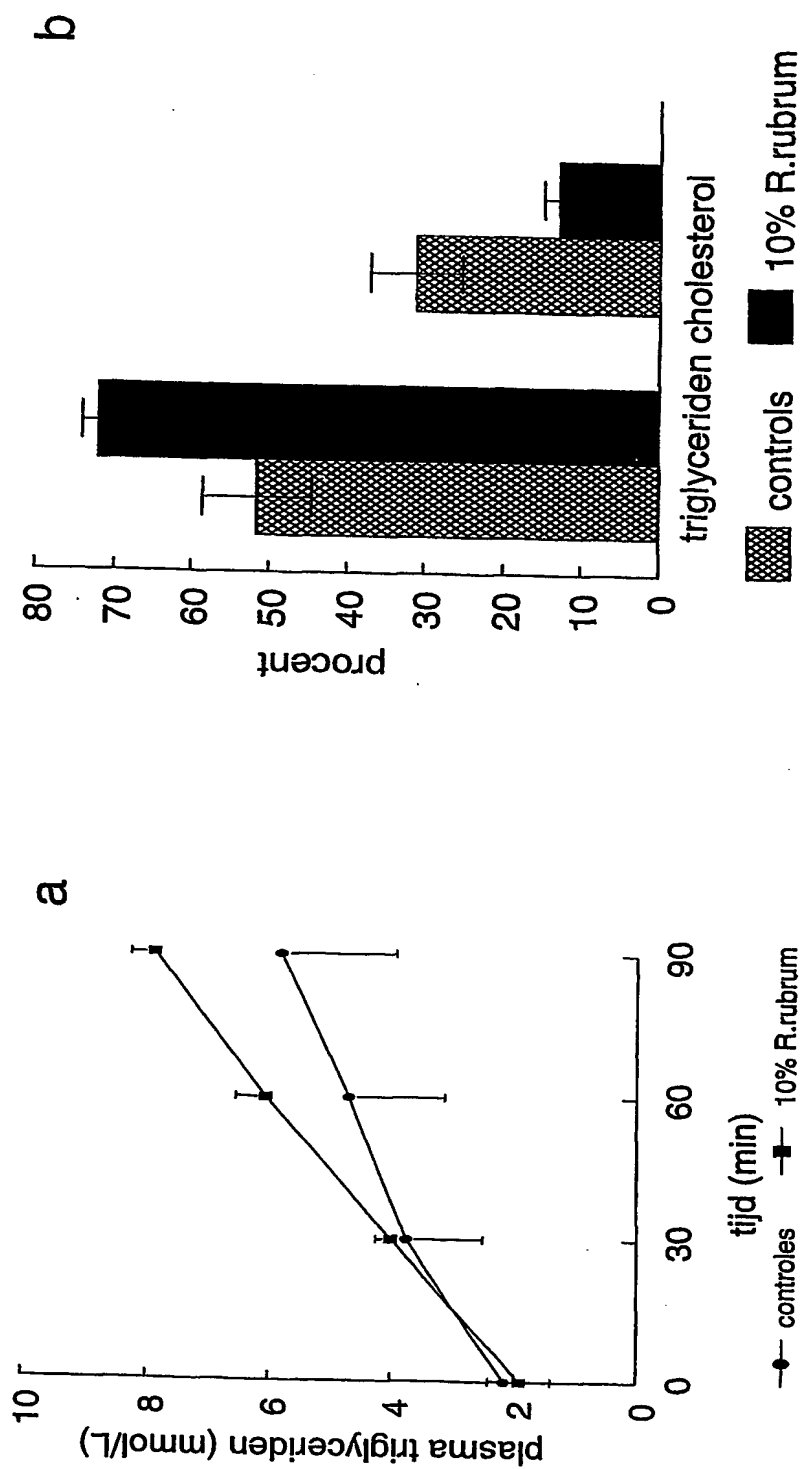 a
plasma triglyceriden (mmol/L)
10
8
6
4
2
0
0 30 60 90
tijd (min)
controles 10% R.rubrum
b
procent
80
70
60
50
40
30
20
10
0
triglyceriden cholesterol
controls 10% R.rubrum